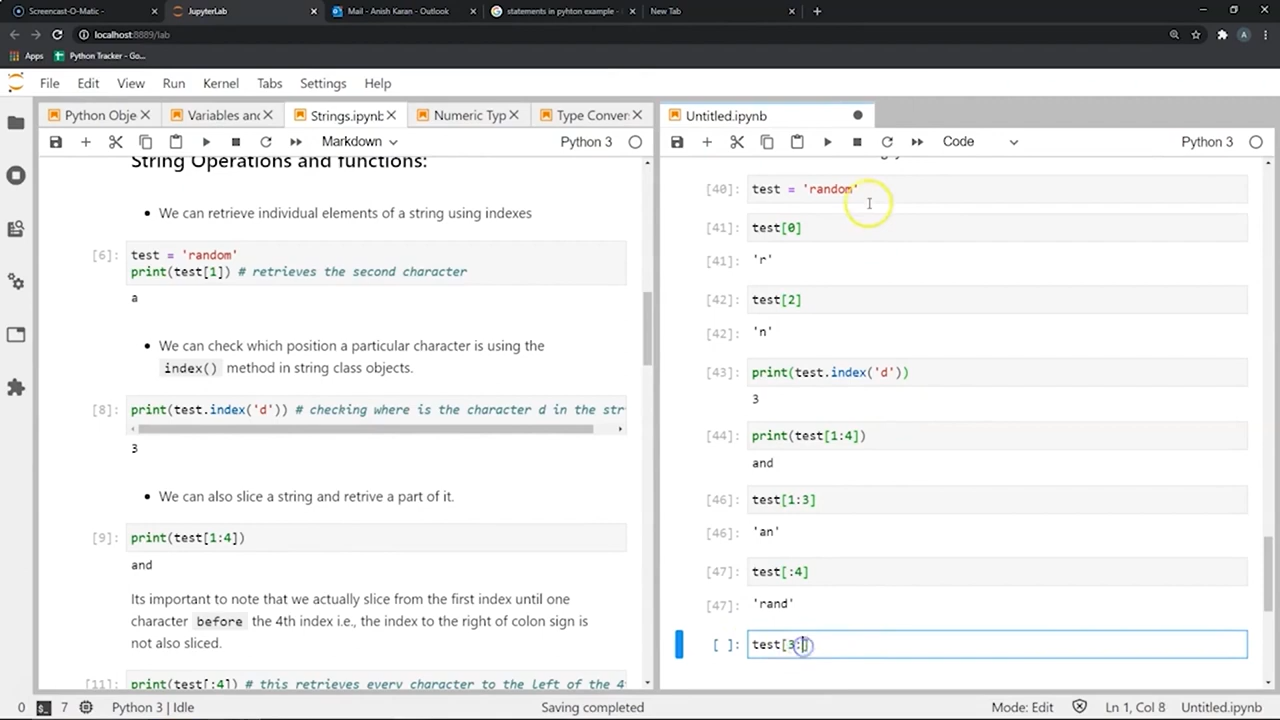 Screencast-O-Matic
JupyterLab
Mail - Anish Karan - Outlook
statements in pyhton example -
New Tab
localhost:8889/lab
Apps
Python Tracker - Go...
File Edit View Run Kernel Tabs Settings Help
Python Obje
Variables and
Strings.ipynb
Numeric Typ
Type Conver
Markdown
Python 3
String Operations and functions:
• We can retrieve individual elements of a string using indexes
[6]: test = 'random'
print(test[1]) # retrieves the second character
a
• We can check which position a particular character is using the
index() method in string class objects.
[8]: print(test.index('d')) # checking where is the character d in the str
3
• We can also slice a string and retrive a part of it.
[9]: print(test[1:4])
and
Its important to note that we actually slice from the first index until one
character before the 4th index i.e., the index to the right of colon sign is
not also sliced.
[11]: print(test[:4]) # this retrieves every character to the left of the 4
Untitled.ipynb
Code
Python 3
[40]: test = 'random'
[41]: test[0]
[41]: 'r'
[42]: test[2]
[42]: 'n'
[43]: print(test.index('d'))
3
[44]: print(test[1:4])
and
[46]: test[1:3]
[46]: 'an'
[47]: test[:4]
[47]: 'rand'
[ ]: test[3:]
0
7
Python 3 | Idle
Saving completed
Mode: Edit
Ln 1, Col 8
Untitled.ipynb